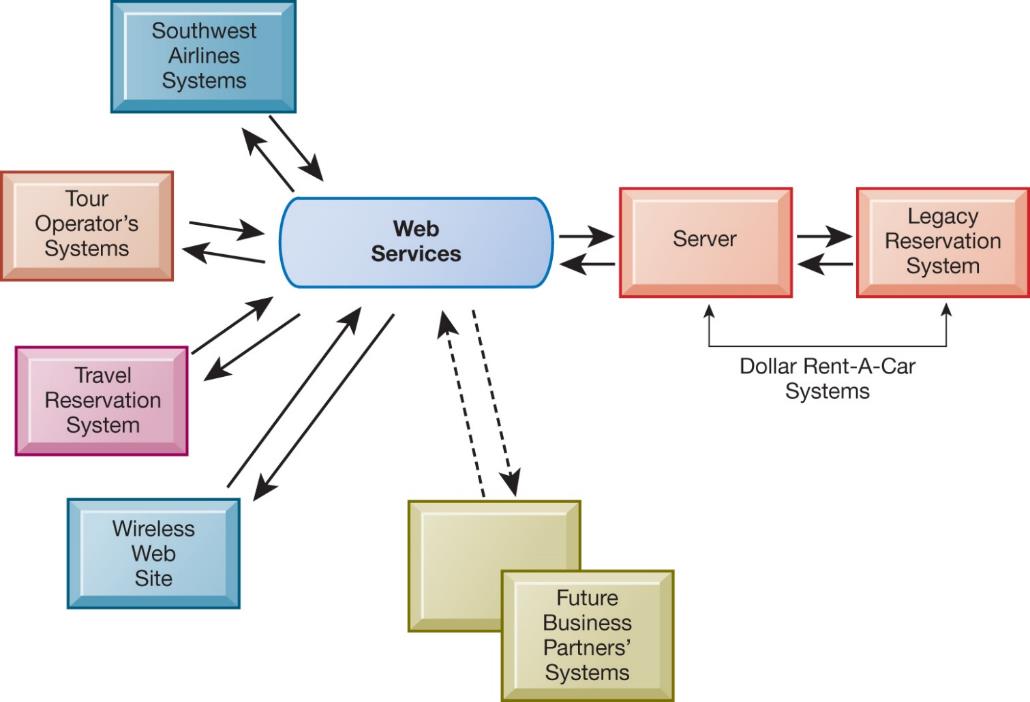 Southwest
Airlines
Systems
Tour
Operator’s
Systems
Web
Services
Server
Legacy
Reservation
System
Travel
Reservation
System
Dollar Rent-A-Car
Systems
Wireless
Web
Site
Future
Business
Partners’
Systems